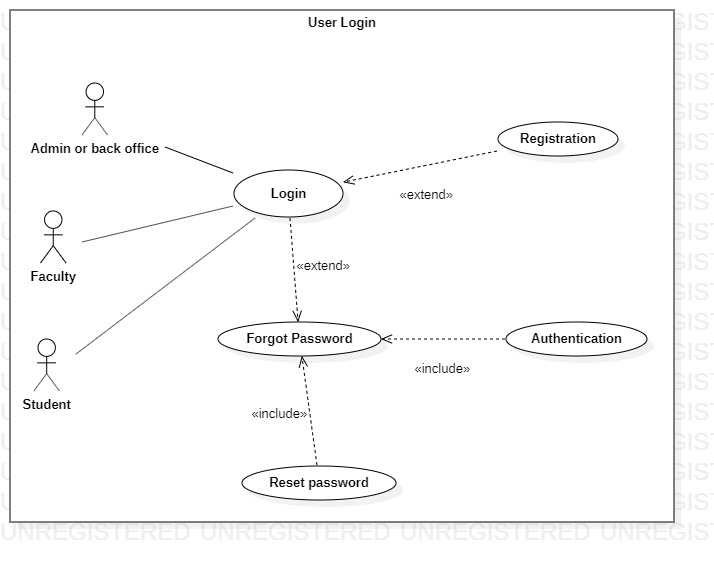 User Login
Admin or back office
Registration
Login
«extend»
Faculty
«extend»
Forgot Password
Authentication
«include»
Student
«include»
Reset password
UNREGISTERED UNREGISTERED UNREGISTERED UNREGIST